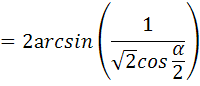 = 2arcsin(1/(√2cos(α/2)))